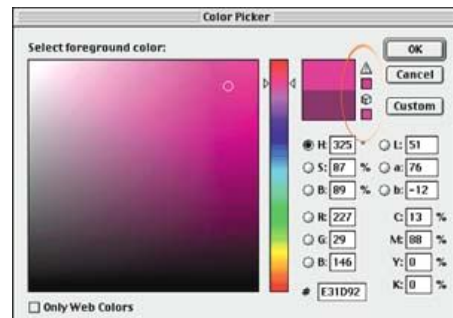 Color Picker
Select foreground color:
OK
Cancel
Custom
H: 325 °
L: 51
S: 87 %
a: 76
B: 89 %
b: -12
R: 227
C: 13 %
G: 29
M: 88 %
B: 146
Y: 0 %
# E31D92
K: 0 %
Only Web Colors